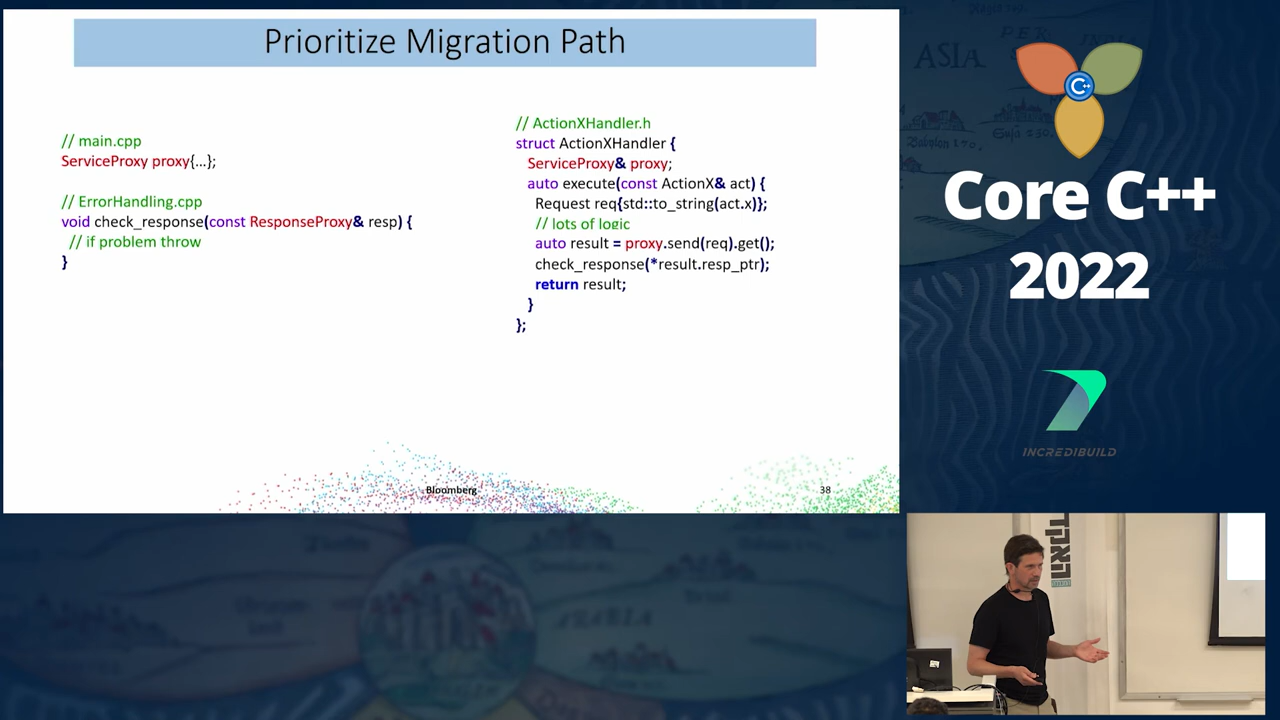 Prioritize Migration Path
// main.cpp
ServiceProxy proxy{...};
// ErrorHandling.cpp
void check_response(const ResponseProxy& resp) {
// if problem throw
}
// ActionXHandler.h
struct ActionXHandler {
ServiceProxy& proxy;
auto execute(const ActionX& act) {
Request req{std::to_string(act.x)};
// lots of logic
auto result = proxy.send(req).get();
check_response(*result.resp_ptr);
return result;
}
};
Bloomberg
38
ASIA
C++
Core C++
2022
INCREDIBUILD
האקד